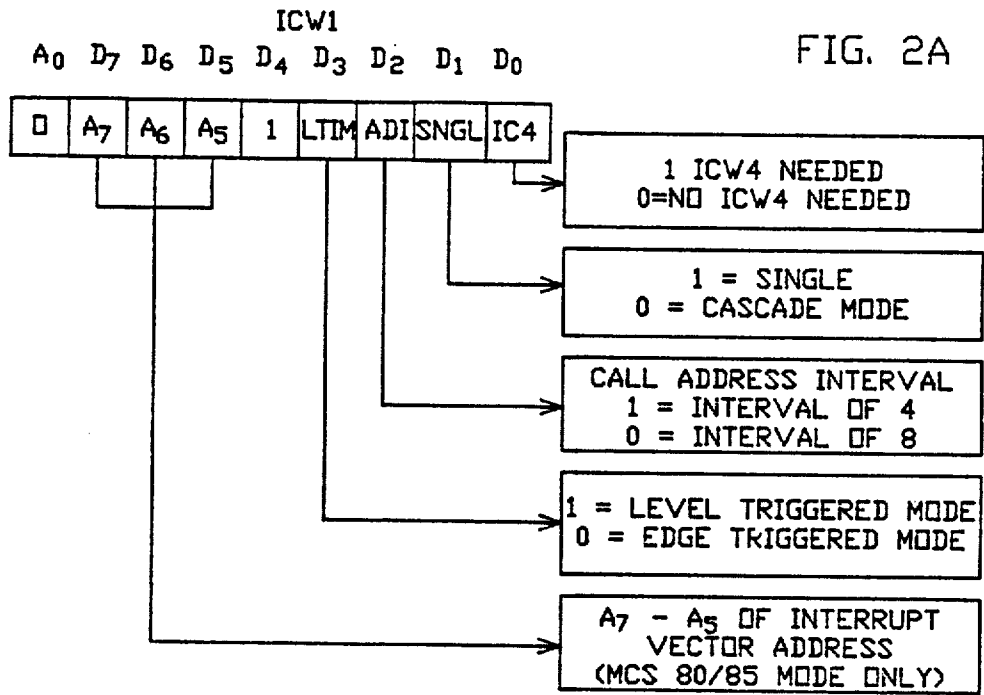 ICW1
FIG. 2A
A0 D7 D6 D5 D4 D3 D2 D1 D0
0 A7 A6 A5 1 LTIM ADI SNGL IC4
1 ICW4 NEEDED
0=NO ICW4 NEEDED
1 = SINGLE
0 = CASCADE MODE
CALL ADDRESS INTERVAL
1 = INTERVAL OF 4
0 = INTERVAL OF 8
1 = LEVEL TRIGGERED MODE
0 = EDGE TRIGGERED MODE
A7 - A5 OF INTERRUPT
VECTOR ADDRESS
(MCS 80/85 MODE ONLY)